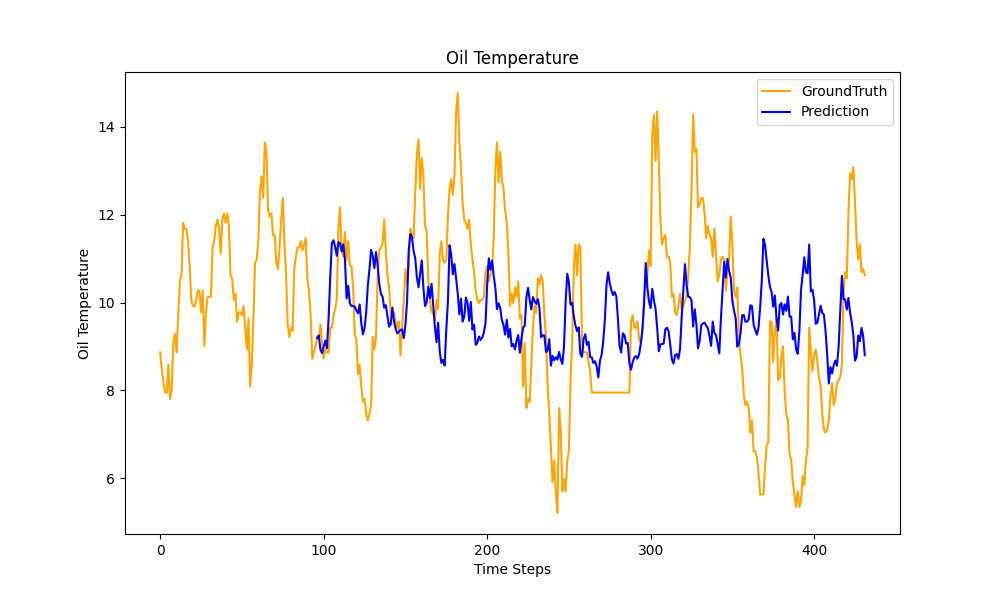 Oil Temperature
GroundTruth
Prediction
Oil Temperature
14
12
10
8
6
0 100 200 300 400
Time Steps